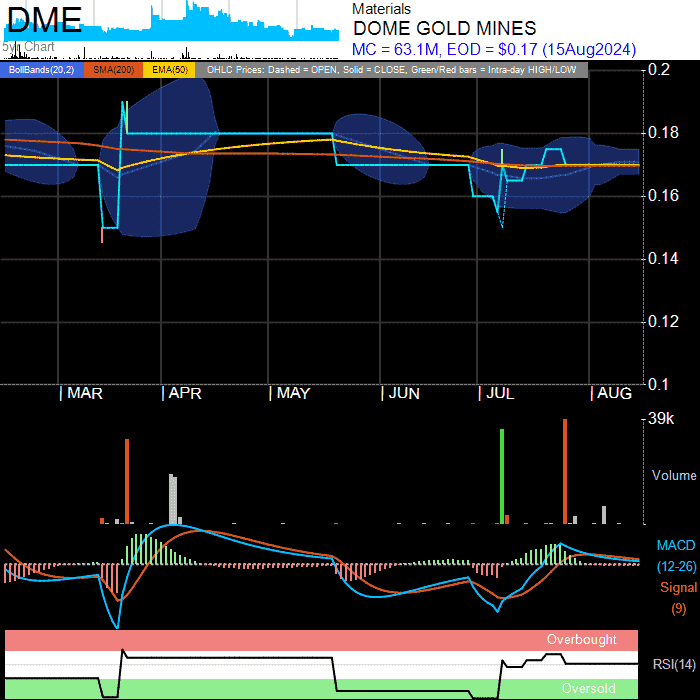 DME
5yr Chart
Materials
DOME GOLD MINES
MC = 63.1M, EOD = $0.17 (15Aug2024)
BollBands(20,2) SMA(200) EMA(50) OHLC Prices: Dashed = OPEN, Solid = CLOSE, Green/Red bars = Intra-day HIGH/LOW
0.2
0.18
0.16
0.14
0.12
0.1
MAR APR MAY JUN JUL AUG
39k
Volume
MACD
(12-26)
Signal
(9)
Overbought
RSI(14)
Oversold